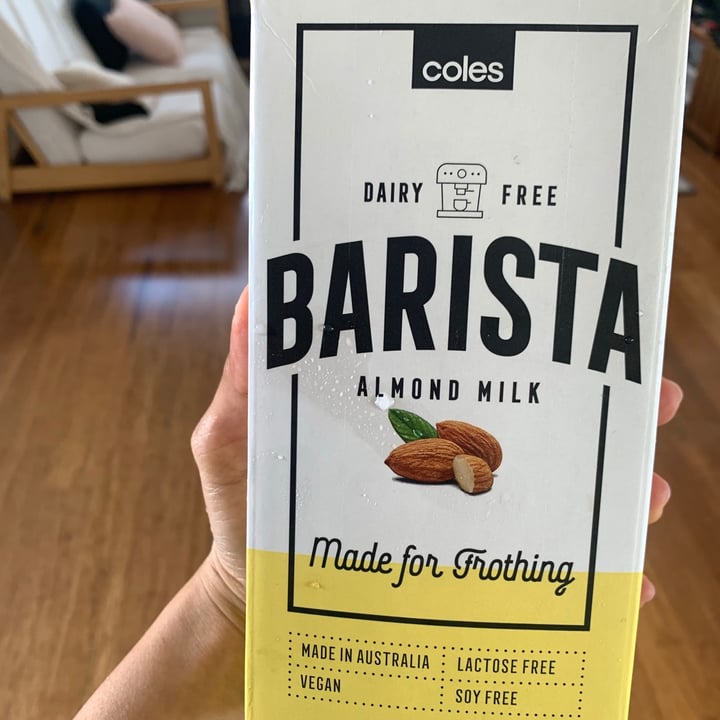 coles
DAIRY FREE
BARISTA
ALMOND MILK
Made for Frothing
MADE IN AUSTRALIA LACTOSE FREE
VEGAN SOY FREE